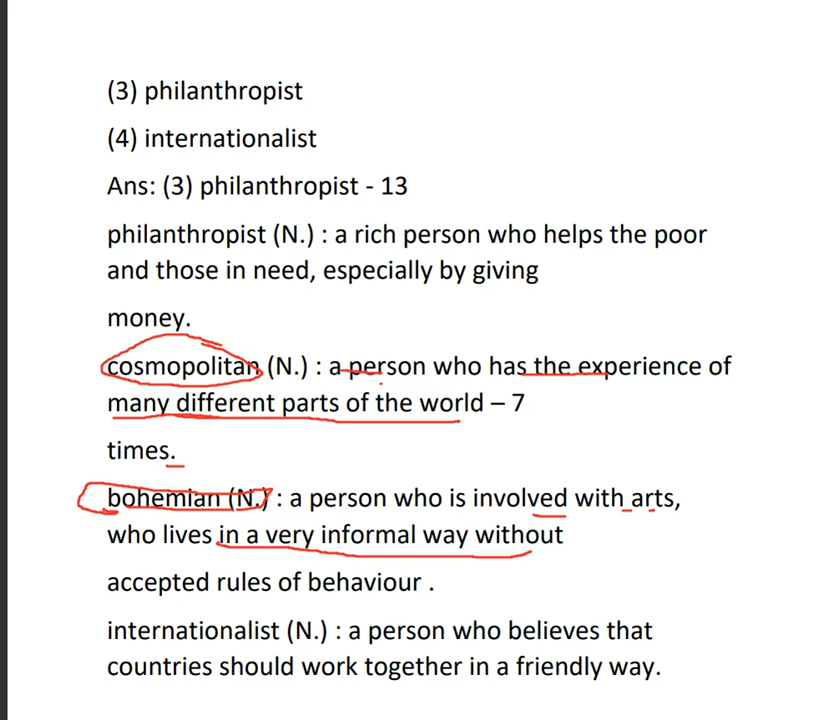 (3) philanthropist
(4) internationalist
Ans: (3) philanthropist - 13
philanthropist (N.) : a rich person who helps the poor
and those in need, especially by giving
money.
cosmopolitan (N.) : a person who has the experience of
many different parts of the world – 7
times.
bohemian (N.) : a person who is involved with arts,
who lives in a very informal way without
accepted rules of behaviour .
internationalist (N.) : a person who believes that
countries should work together in a friendly way.